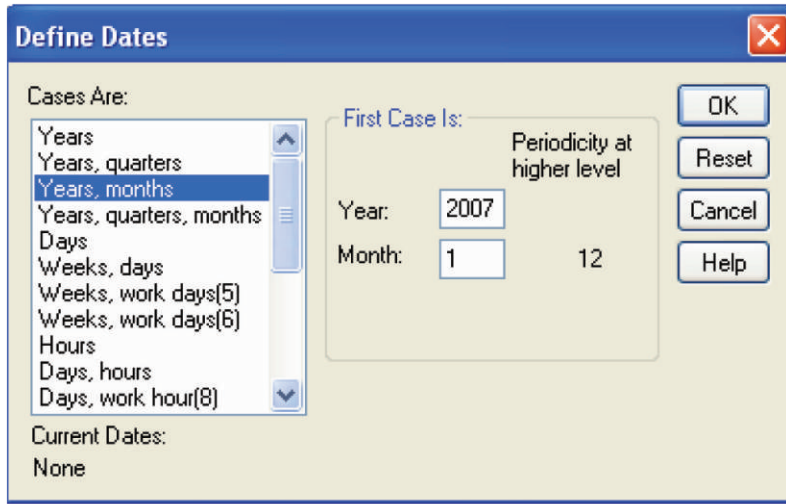 Define Dates
Cases Are:
Years
Years, quarters
Years, months
Years, quarters, months
Days
Weeks, days
Weeks, work days(5)
Weeks, work days(6)
Hours
Days, hours
Days, work hour(8)
Current Dates:
None
First Case Is:
Periodicity at
higher level
Year: 2007
Month: 1 12
OK
Reset
Cancel
Help